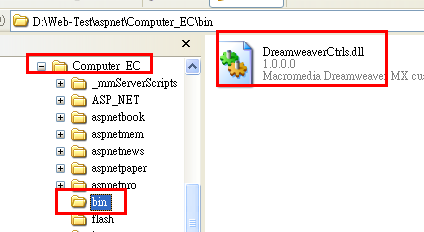 D:\Web-Test\aspnet\Computer_EC\bin
Computer_EC
_mmServerScripts
ASP_NET
aspnetbook
aspnetmem
aspnetnews
aspnetpaper
aspnetpro
bin
flash
DreamweaverCtrls.dll
1.0.0.0
Macromedia Dreamweaver MX cus